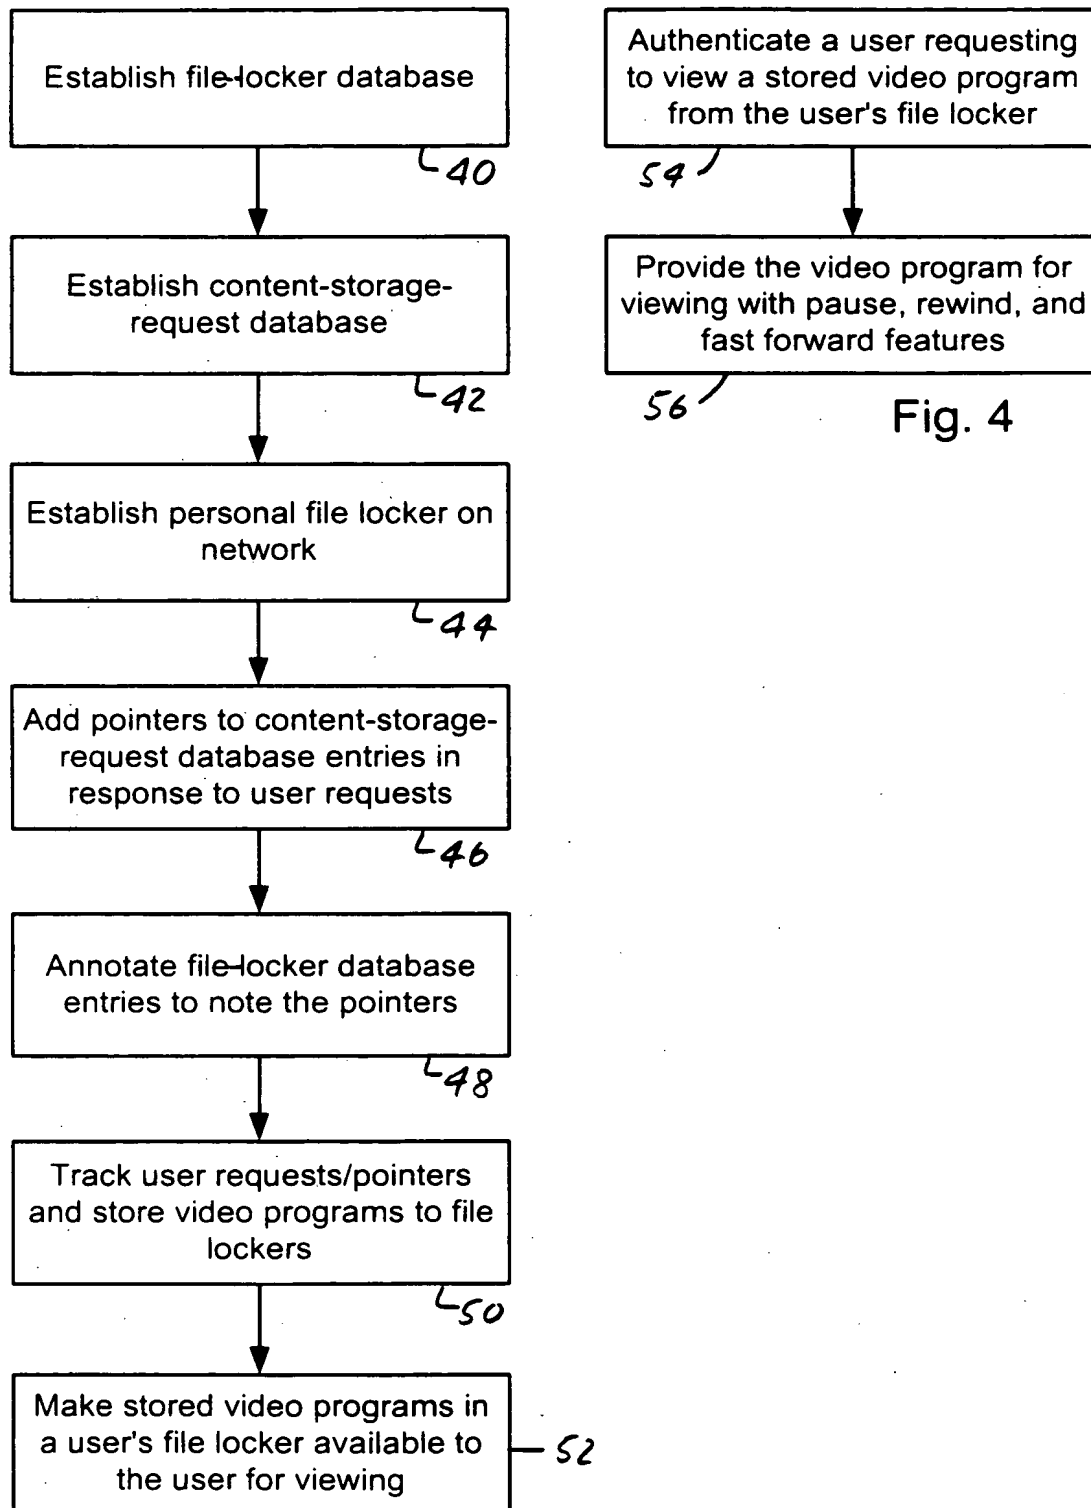 Establish file-locker database
40
Establish content-storage-
request database
42
Establish personal file locker on
network
44
Add pointers to content-storage-
request database entries in
response to user requests
46
Annotate file-locker database
entries to note the pointers
48
Track user requests/pointers
and store video programs to file
lockers
50
Make stored video programs in
a user's file locker available to
the user for viewing
52
Authenticate a user requesting
to view a stored video program
from the user's file locker
54
Provide the video program for
viewing with pause, rewind, and
fast forward features
56
Fig. 4